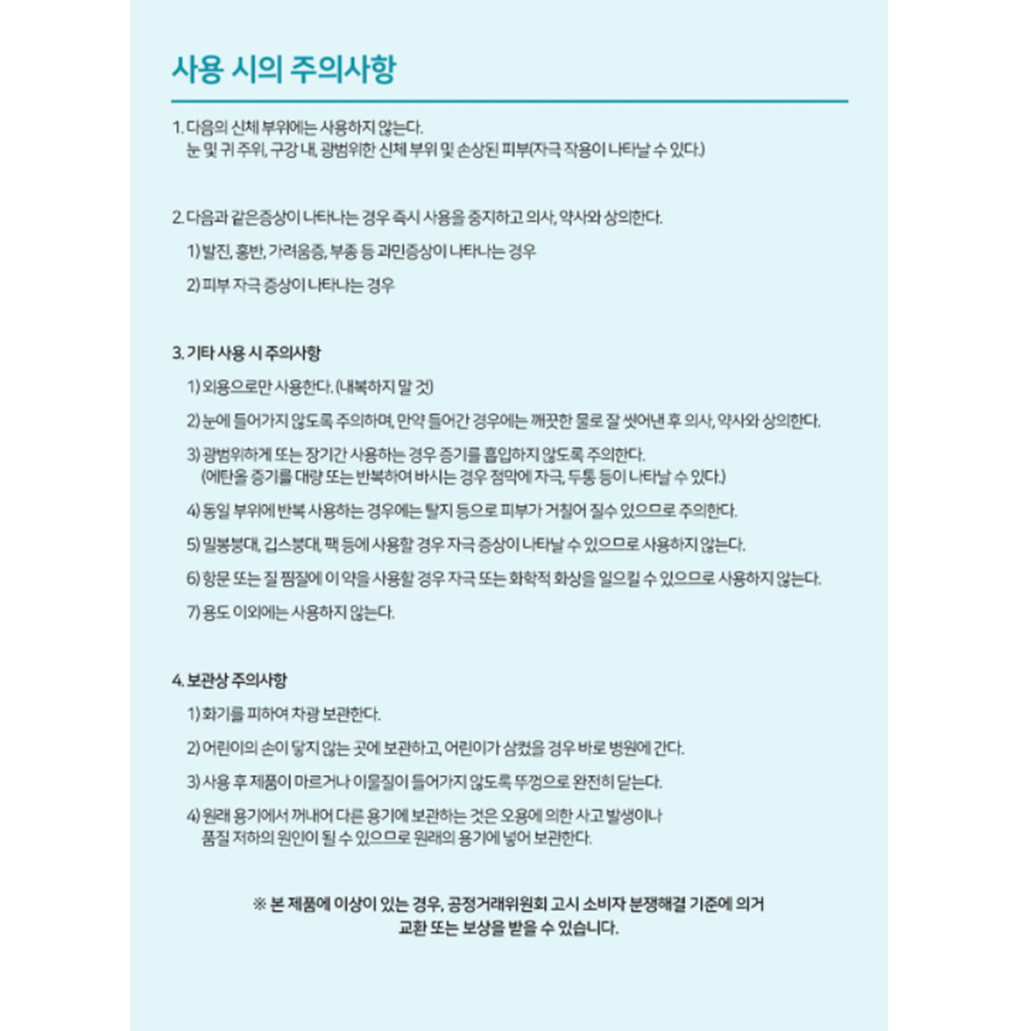 사용 시의 주의사항
1. 다음의 신체 부위에는 사용하지 않는다.
눈 및 귀 주위, 구강 내, 광범위한 신체 부위 및 손상된 피부(자극 작용이 나타날 수 있다.)
2. 다음과 같은증상이 나타나는 경우 즉시 사용을 중지하고 의사, 약사와 상의한다.
1) 발진, 홍반, 가려움증, 부종 등 과민증상이 나타나는 경우
2) 피부 자극 증상이 나타나는 경우
3. 기타 사용 시 주의사항
1) 외용으로만 사용한다. (내복하지 말 것)
2) 눈에 들어가지 않도록 주의하며, 만약 들어간 경우에는 깨끗한 물로 잘 씻어낸 후 의사, 약사와 상의한다.
3) 광범위하게 또는 장기간 사용하는 경우 증기를 흡입하지 않도록 주의한다.
(에탄올 증기를 대량 또는 반복하여 바시는 경우 점막에 자극, 두통 등이 나타날 수 있다.)
4) 동일 부위에 반복 사용하는 경우에는 탈지 등으로 피부가 거칠어 질수 있으므로 주의한다.
5) 밀봉붕대, 깁스붕대, 팩 등에 사용할 경우 자극 증상이 나타날 수 있으므로 사용하지 않는다.
6) 항문 또는 질 찜질에 이 약을 사용할 경우 자극 또는 화학적 화상을 일으킬 수 있으므로 사용하지 않는다.
7) 용도 이외에는 사용하지 않는다.
4. 보관상 주의사항
1) 화기를 피하여 차광 보관한다.
2) 어린이의 손이 닿지 않는 곳에 보관하고, 어린이가 삼켰을 경우 바로 병원에 간다.
3) 사용 후 제품이 마르거나 이물질이 들어가지 않도록 뚜껑으로 완전히 닫는다.
4) 원래 용기에서 꺼내어 다른 용기에 보관하는 것은 오용에 의한 사고 발생이나
품질 저하의 원인이 될 수 있으므로 원래의 용기에 넣어 보관한다.
※ 본 제품에 이상이 있는 경우, 공정거래위원회 고시 소비자 분쟁해결 기준에 의거
교환 또는 보상을 받을 수 있습니다.